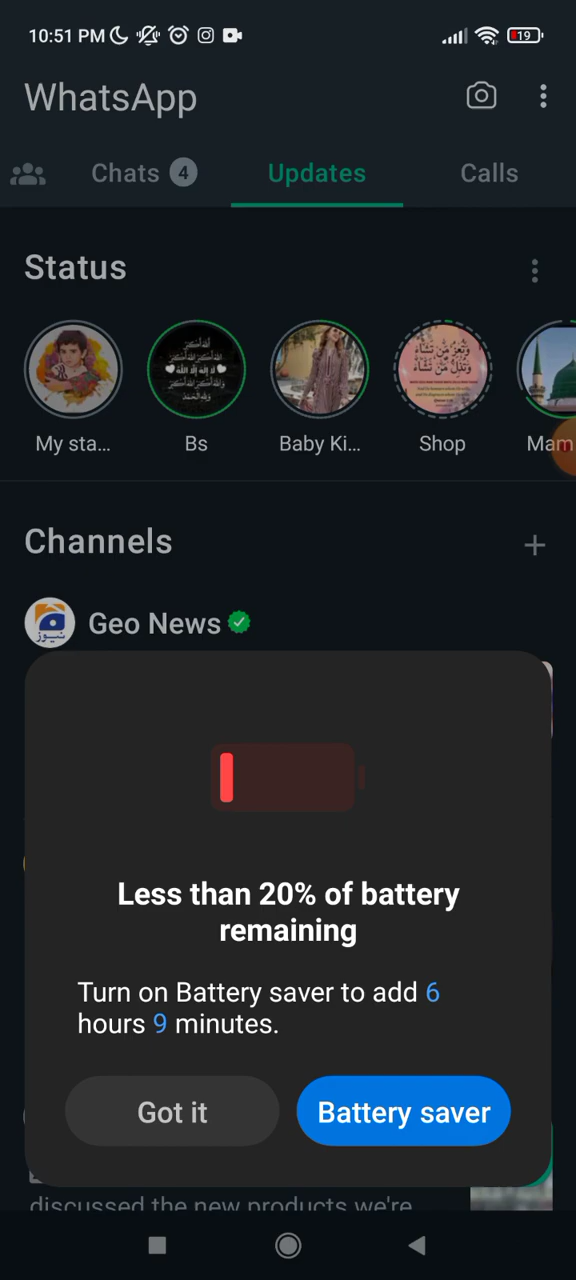 10:51 PM
19
WhatsApp
Chats 4
Updates
Calls
Status
My sta...
Bs
Baby Ki...
Shop
Mam
Channels
Geo News
Less than 20% of battery
remaining
Turn on Battery saver to add 6
hours 9 minutes.
Got it
Battery saver
discussed the new products we're